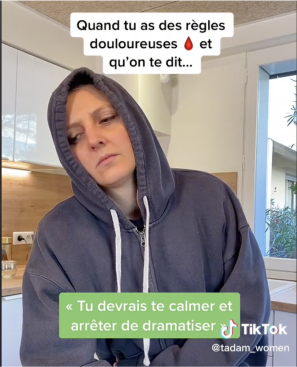 Quand tu as des règles
douloureuses 🩸 et
qu'on te dit...
« Tu devrais te calmer et
arrêter de dramatiser »
TikTok
@tadam_women